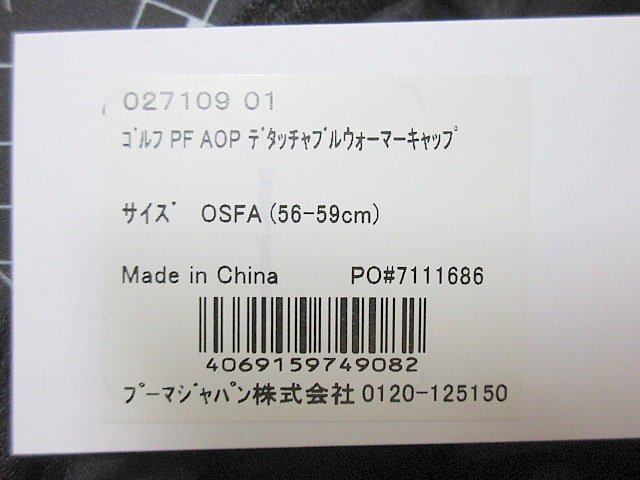 027109 01
ｺﾞﾙﾌ PF AOP ﾃﾞﾀｯﾁｬﾌﾞﾙｳｫｰﾏｰｷｬｯﾌﾟ
ｻｲｽﾞ OSFA (56-59cm)
Made in China PO#7111686
4069159749082
ﾌﾟｰﾏｼﾞｬﾊﾟﾝ株式会社 0120-125150